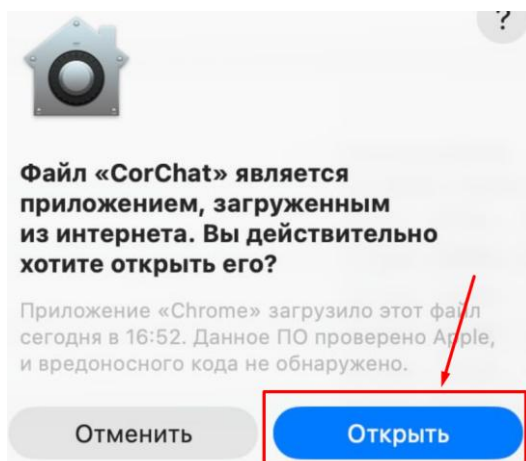 ?
Файл «CorChat» является
приложением, загруженным
из интернета. Вы действительно
хотите открыть его?
Приложение «Chrome» загрузило этот файл
сегодня в 16:52. Данное ПО проверено Apple,
и вредоносного кода не обнаружено.
Отменить
Открыть